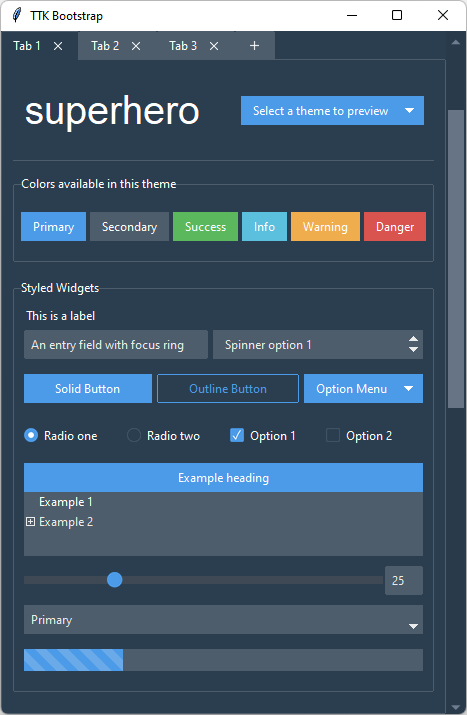 TTK Bootstrap
Tab 1 Tab 2 Tab 3
superhero Select a theme to preview
Colors available in this theme
Primary Secondary Success Info Warning Danger
Styled Widgets
This is a label
An entry field with focus ring Spinner option 1
Solid Button Outline Button Option Menu
Radio one Radio two Option 1 Option 2
Example heading
Example 1
Example 2
25
Primary